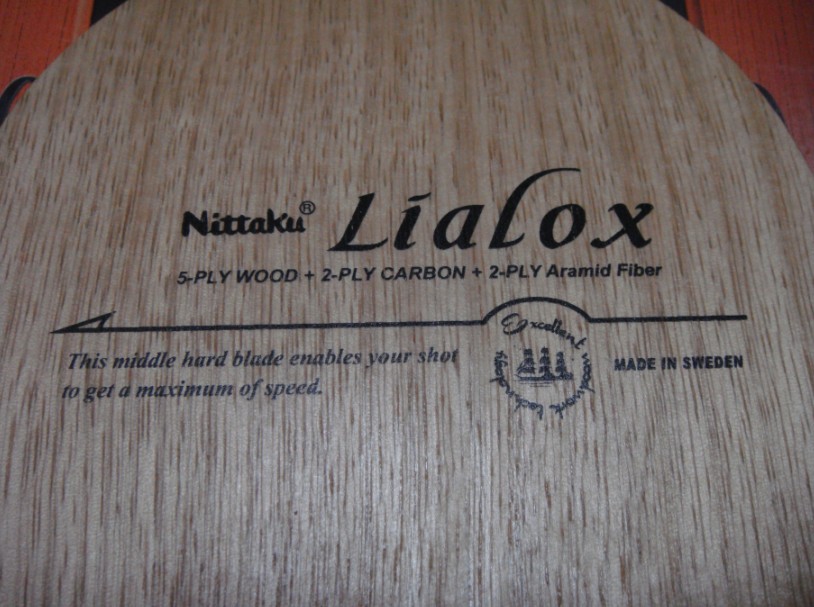 Nittaku® Lialox
5-PLY WOOD + 2-PLY CARBON + 2-PLY Aramid Fiber
This middle hard blade enables your shot
to get a maximum of speed.
Excellent woodwork
MADE IN SWEDEN